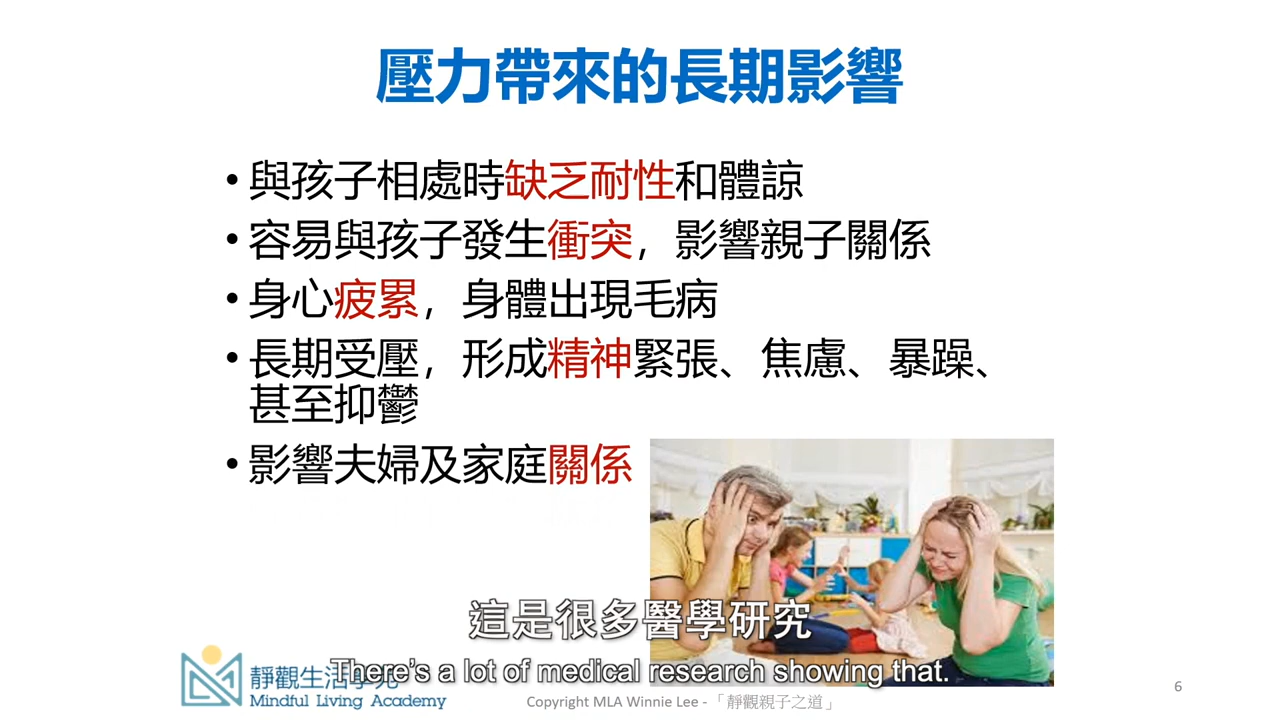 壓力帶來的長期影響
• 與孩子相處時缺乏耐性和體諒
• 容易與孩子發生衝突，影響親子關係
• 身心疲累，身體出現毛病
• 長期受壓，形成精神緊張、焦慮、暴躁、
甚至抑鬱
• 影響夫婦及家庭關係
這是很多醫學研究
There's a lot of medical research showing that.
靜觀生活學苑
Mindful Living Academy
Copyright MLA Winnie Lee - 「靜觀親子之道」
6